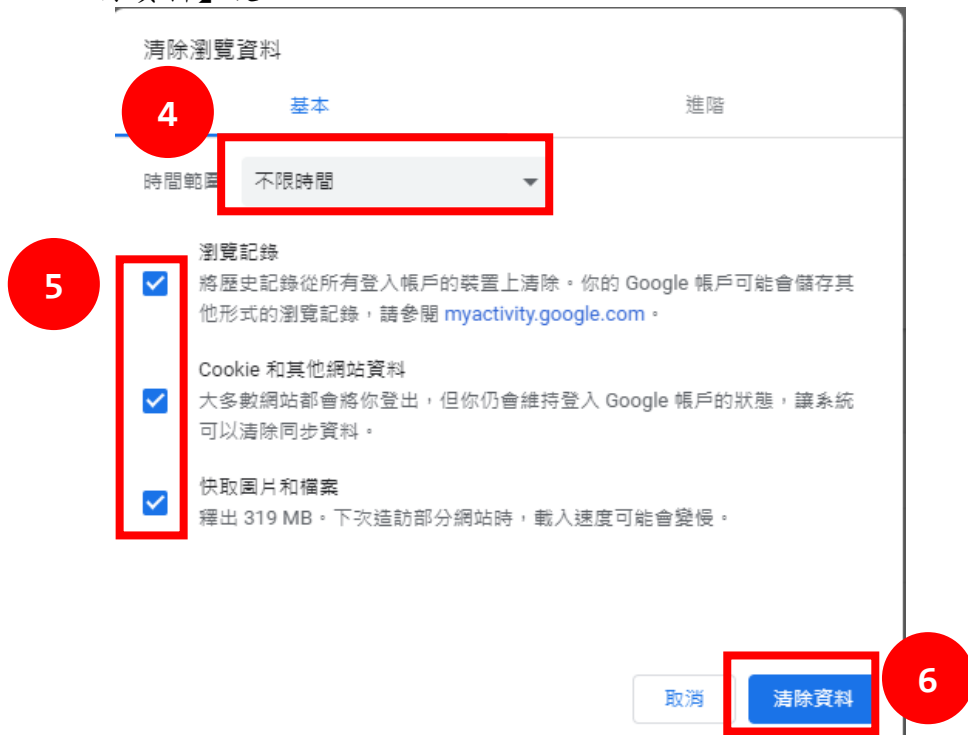 清除瀏覽資料
4
基本
進階
時間範圍
不限時間
瀏覽記錄
5
將歷史記錄從所有登入帳戶的裝置上清除。你的 Google 帳戶可能會儲存其
他形式的瀏覽記錄，請參閱 myactivity.google.com。
Cookie 和其他網站資料
大多數網站都會將你登出，但你仍會維持登入 Google 帳戶的狀態，讓系統
可以清除同步資料。
快取圖片和檔案
釋出 319 MB。下次造訪部分網站時，載入速度可能會變慢。
取消
清除資料
6